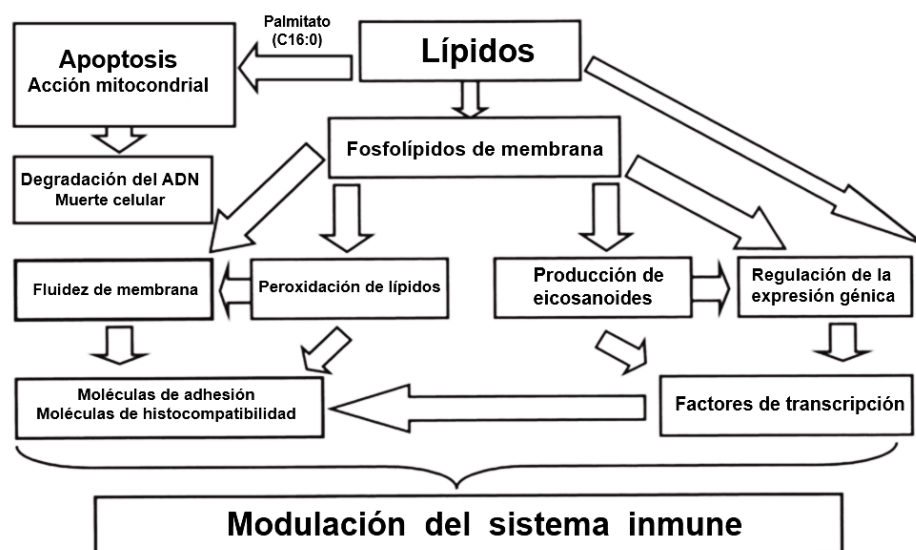 Palmitato
(C16:0)
Lípidos
Apoptosis
Acción mitocondrial
Fosfolípidos de membrana
Degradación del ADN
Muerte celular
Fluidez de membrana
Peroxidación de lípidos
Producción de
eicosanoides
Regulación de la
expresión génica
Moléculas de adhesión
Moléculas de histocompatibilidad
Factores de transcripción
Modulación del sistema inmune